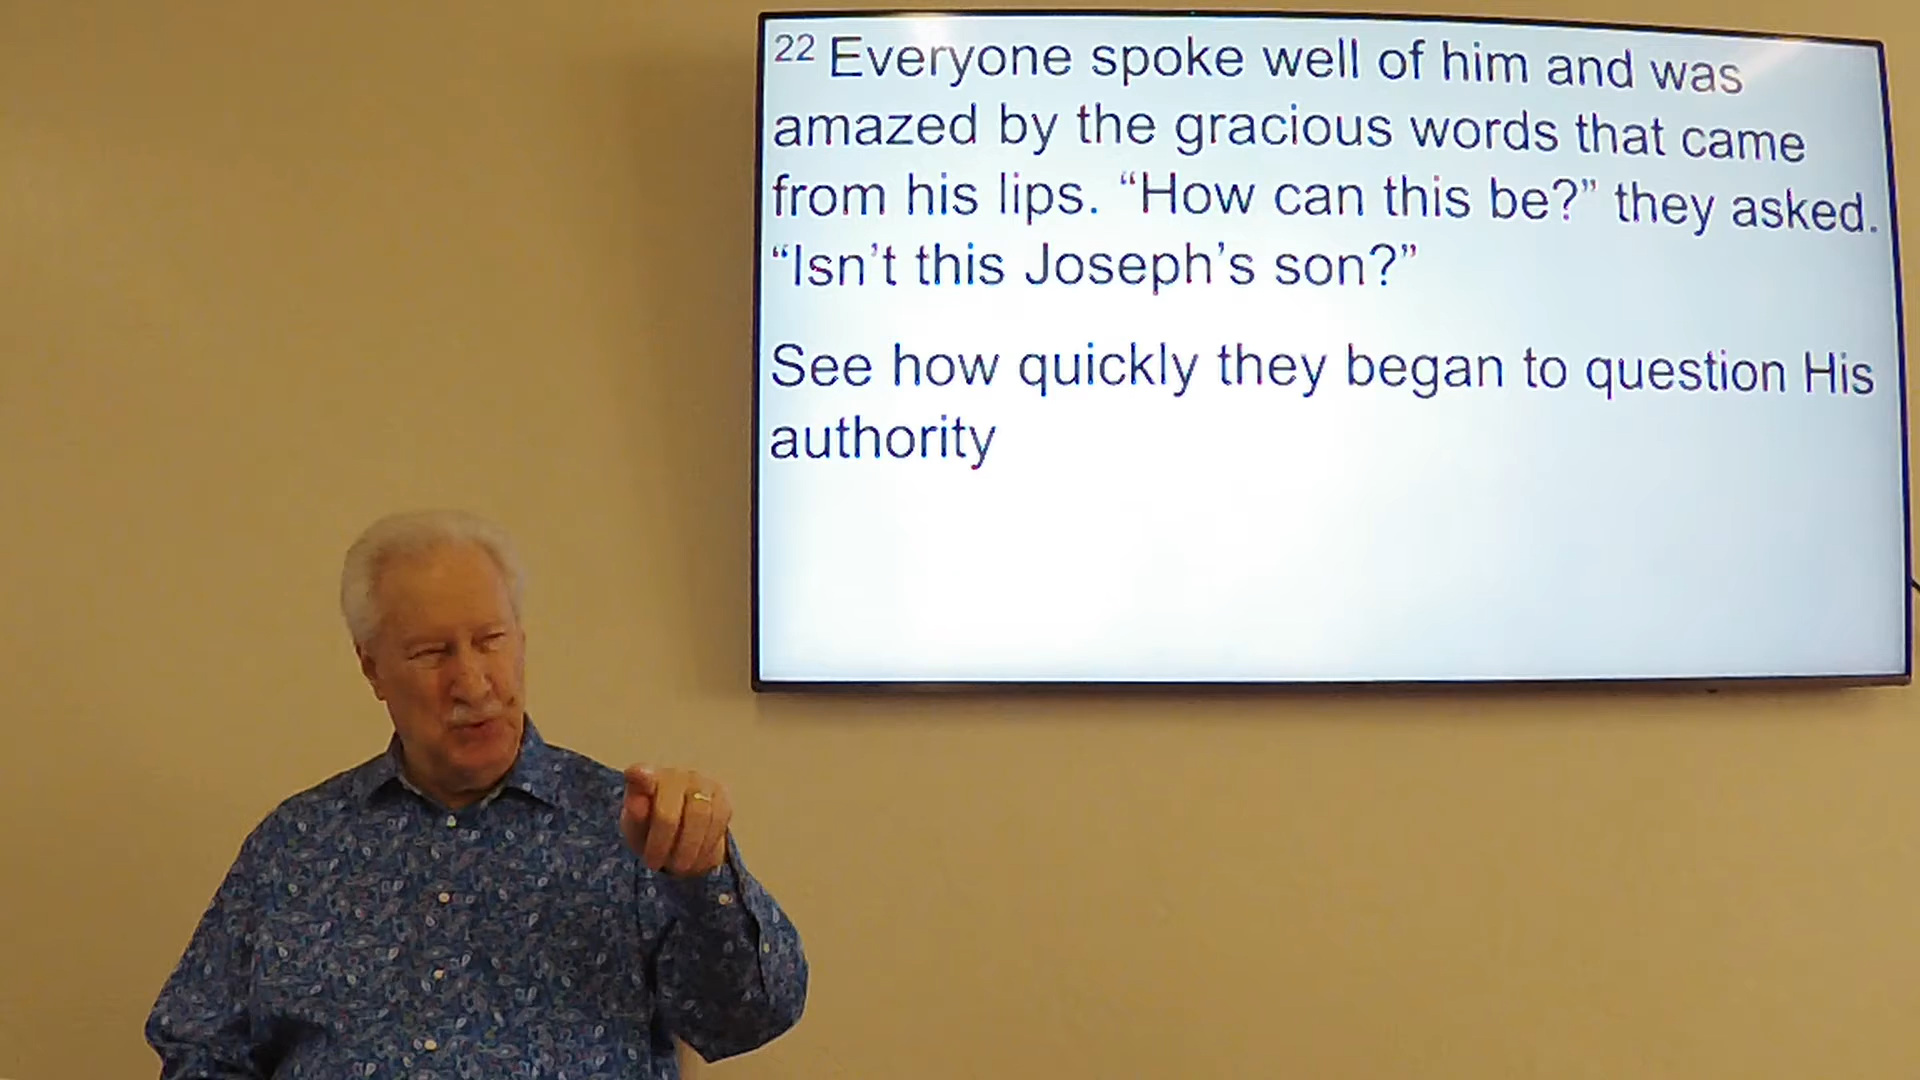 22 Everyone spoke well of him and was
amazed by the gracious words that came
from his lips. “How can this be?” they asked.
“Isn’t this Joseph’s son?”
See how quickly they began to question His
authority